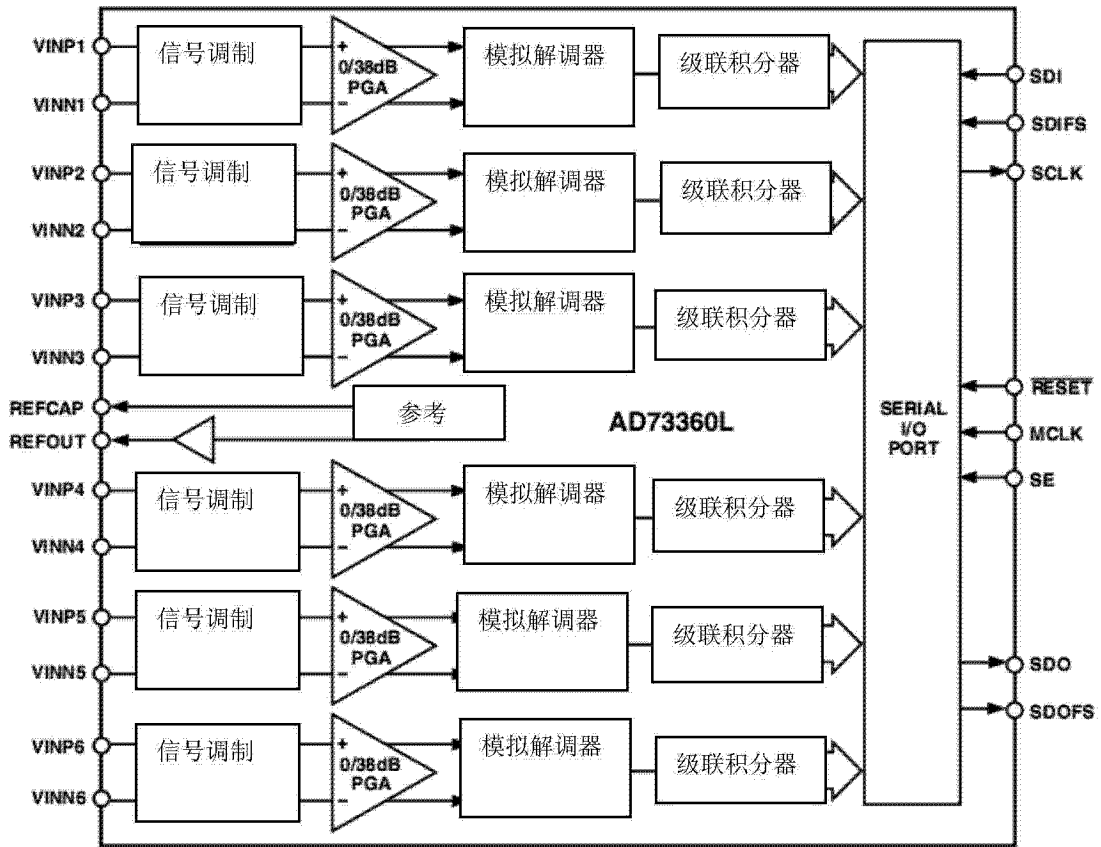 VINP1
VINN1
信号调制
+
0/38dB
PGA
−
模拟解调器
级联积分器
VINP2
VINN2
信号调制
+
0/38dB
PGA
−
模拟解调器
级联积分器
VINP3
VINN3
信号调制
+
0/38dB
PGA
−
模拟解调器
级联积分器
REFCAP
REFOUT
参考
AD73360L
VINP4
VINN4
信号调制
+
0/38dB
PGA
−
模拟解调器
级联积分器
VINP5
VINN5
信号调制
+
0/38dB
PGA
−
模拟解调器
级联积分器
VINP6
VINN6
信号调制
+
0/38dB
PGA
−
模拟解调器
级联积分器
SERIAL
I/O
PORT
SDI
SDIFS
SCLK
RESET
MCLK
SE
SDO
SDOFS